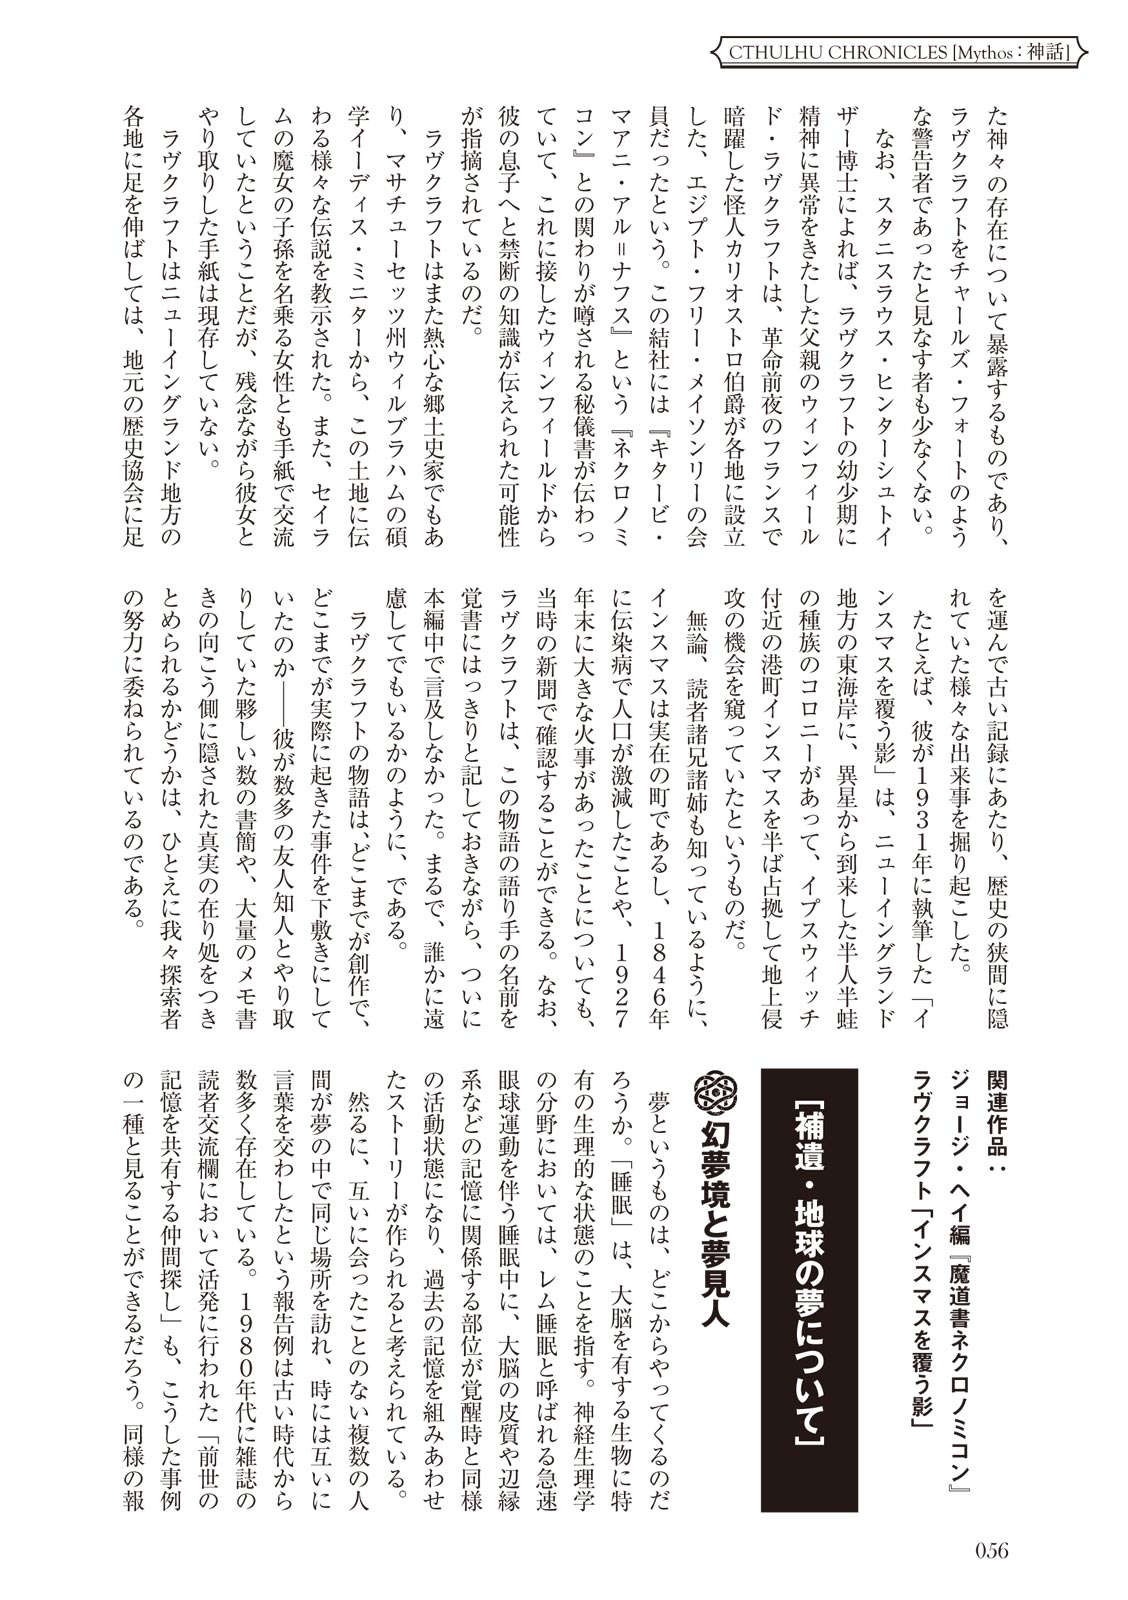 CTHULHU CHRONICLES [Mythos：神話]
た神々の存在について暴露するものであり、
ラヴクラフトをチャールズ・フォートのよう
な警告者であったと見なす者も少なくない。
なお、スタニスラウス・ヒンターシュトイ
ザー博士によれば、ラヴクラフトの幼少期に
精神に異常をきたした父親のウィンフィール
ド・ラヴクラフトは、革命前夜のフランスで
暗躍した怪人カリオストロ伯爵が各地に設立
した、エジプト・フリー・メイソンリーの会
員だったという。この結社には『キタービ・
マアニ・アル＝ナフス』という『ネクロノミ
コン』との関わりが噂される秘儀書が伝わっ
ていて、これに接したウィンフィールドから
彼の息子へと禁断の知識が伝えられた可能性
が指摘されているのだ。
ラヴクラフトはまた熱心な郷土史家でもあ
り、マサチューセッツ州ウィルブラハムの碩
学イーディス・ミニターから、この土地に伝
わる様々な伝説を教示された。また、セイラ
ムの魔女の子孫を名乗る女性とも手紙で交流
していたということだが、残念ながら彼女と
やり取りした手紙は現存していない。
ラヴクラフトはニューイングランド地方の
各地に足を伸ばしては、地元の歴史協会に足
を運んで古い記録にあたり、歴史の狭間に隠
れていた様々な出来事を掘り起こした。
たとえば、彼が1931年に執筆した「イ
ンスマスを覆う影」は、ニューイングランド
地方の東海岸に、異星から到来した半人半蛙
の種族のコロニーがあって、イプスウィッチ
付近の港町インスマスを半ば占拠して地上侵
攻の機会を窺っていたというものだ。
無論、読者諸兄諸姉も知っているように、
インスマスは実在の町であるし、1846年
に伝染病で人口が激減したことや、1927
年末に大きな火事があったことについても、
当時の新聞で確認することができる。なお、
ラヴクラフトは、この物語の語り手の名前を
覚書にはっきりと記しておきながら、ついに
本編中で言及しなかった。まるで、誰かに遠
慮してでもいるかのように、である。
ラヴクラフトの物語は、どこまでが創作で、
どこまでが実際に起きた事件を下敷きにして
いたのか――彼が数多の友人知人とやり取
りしていた夥しい数の書簡や、大量のメモ書
きの向こう側に隠された真実の在り処をつき
とめられるかどうかは、ひとえに我々探索者
の努力に委ねられているのである。
関連作品：
ジョージ・ヘイ編『魔道書ネクロノミコン』
ラヴクラフト「インスマスを覆う影」
［補遺・地球の夢について］
幻夢境と夢見人
夢というものは、どこからやってくるのだ
ろうか。「睡眠」は、大脳を有する生物に特
有の生理的な状態のことを指す。神経生理学
の分野においては、レム睡眠と呼ばれる急速
眼球運動を伴う睡眠中に、大脳の皮質や辺縁
系などの記憶に関係する部位が覚醒時と同様
の活動状態になり、過去の記憶を組みあわせ
たストーリーが作られると考えられている。
然るに、互いに会ったことのない複数の人
間が夢の中で同じ場所を訪れ、時には互いに
言葉を交わしたという報告例は古い時代から
数多く存在している。1980年代に雑誌の
読者交流欄において活発に行われた「前世の
記憶を共有する仲間探し」も、こうした事例
の一種と見ることができるだろう。同様の報
056